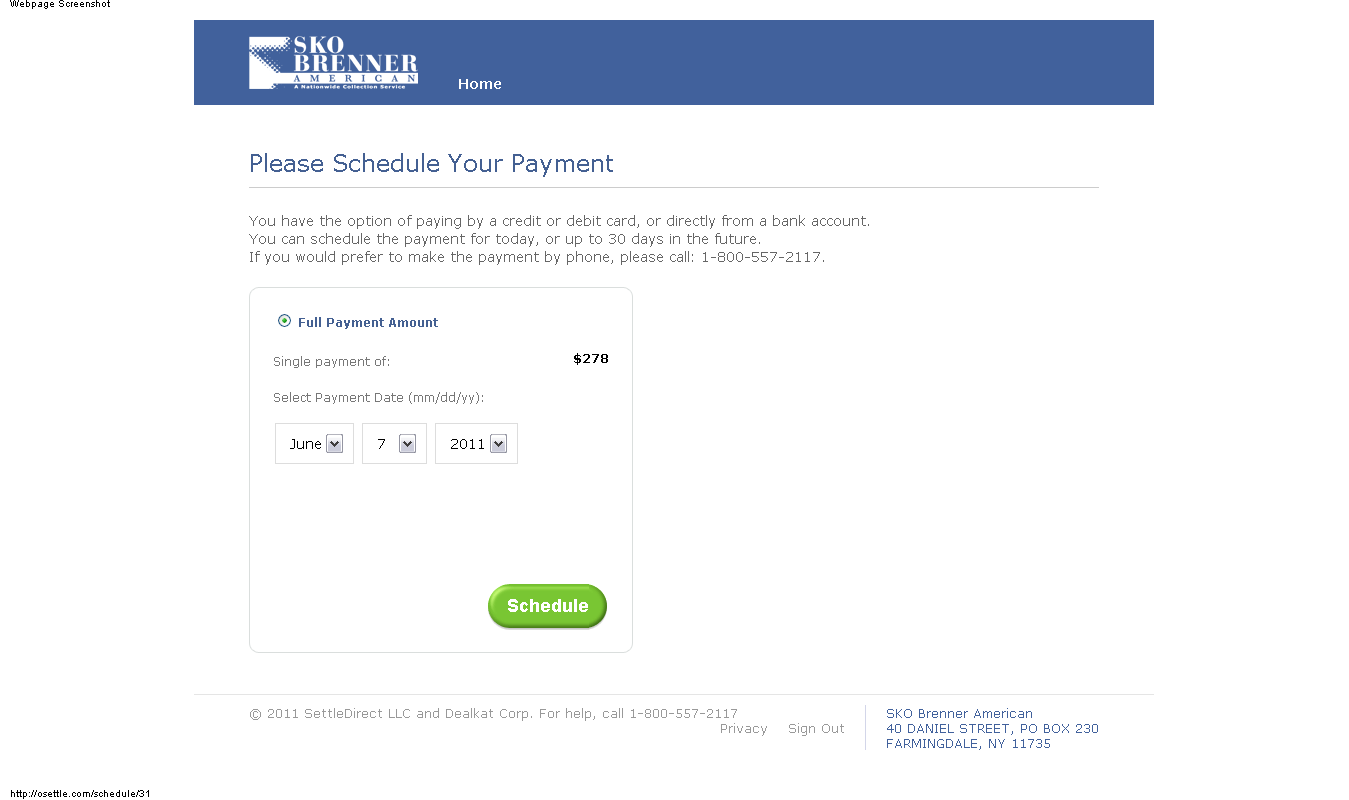 Webpage Screenshot
SKO
BRENNER
AMERICAN
A Nationwide Collection Service
Home
Please Schedule Your Payment
You have the option of paying by a credit or debit card, or directly from a bank account.
You can schedule the payment for today, or up to 30 days in the future.
If you would prefer to make the payment by phone, please call: 1-800-557-2117.
Full Payment Amount
Single payment of: $278
Select Payment Date (mm/dd/yy):
June 7 2011
Schedule
© 2011 SettleDirect LLC and Dealkat Corp. For help, call 1-800-557-2117
Privacy Sign Out
SKO Brenner American
40 DANIEL STREET, PO BOX 230
FARMINGDALE, NY 11735
http://osettle.com/schedule/31